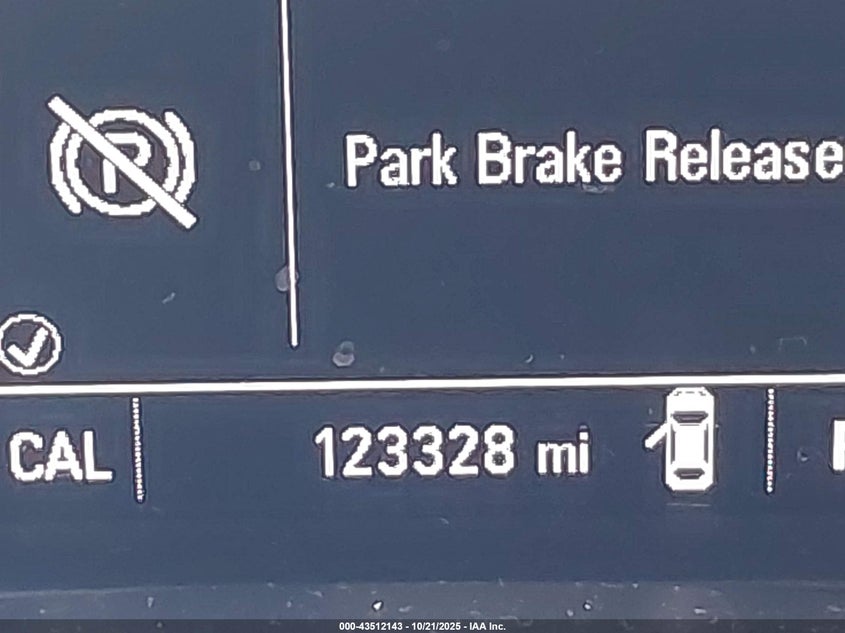 Park Brake Release
CAL
123328 mi
000-43512143 - 10/21/2025 - IAA Inc.